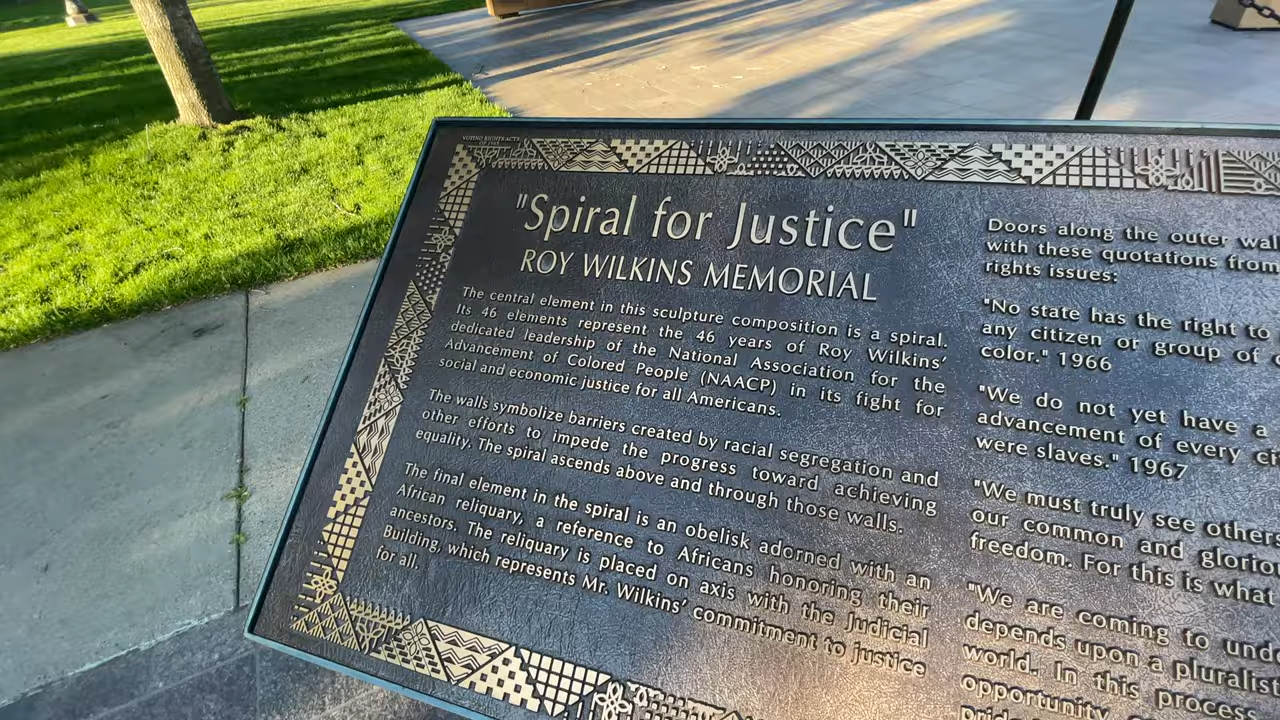 VOTING RIGHTS ACTS
"Spiral for Justice"
ROY WILKINS MEMORIAL
The central element in this sculpture composition is a spiral.
Its 46 elements represent the 46 years of Roy Wilkins'
dedicated leadership of the National Association for the
Advancement of Colored People (NAACP) in its fight for
social and economic justice for all Americans.
The walls symbolize barriers created by racial segregation and
other efforts to impede the progress toward achieving
equality. The spiral ascends above and through those walls.
The final element in the spiral is an obelisk adorned with an
African reliquary, a reference to Africans honoring their
ancestors. The reliquary is placed on axis with the Judicial
Building, which represents Mr. Wilkins' commitment to justice
for all.
Doors along the outer wal
with these quotations from
rights issues:
"No state has the right to
any citizen or group of
color." 1966
"We do not yet have a
advancement of every ci
were slaves." 1967
"We must truly see others
our common and glorio
freedom. For this is what
"We are coming to unde
depends upon a pluralist
world. In this process
opportunity